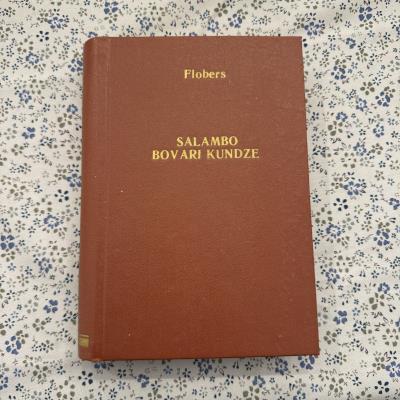 Flobers
SALAMBO
BOVARI KUNDZE